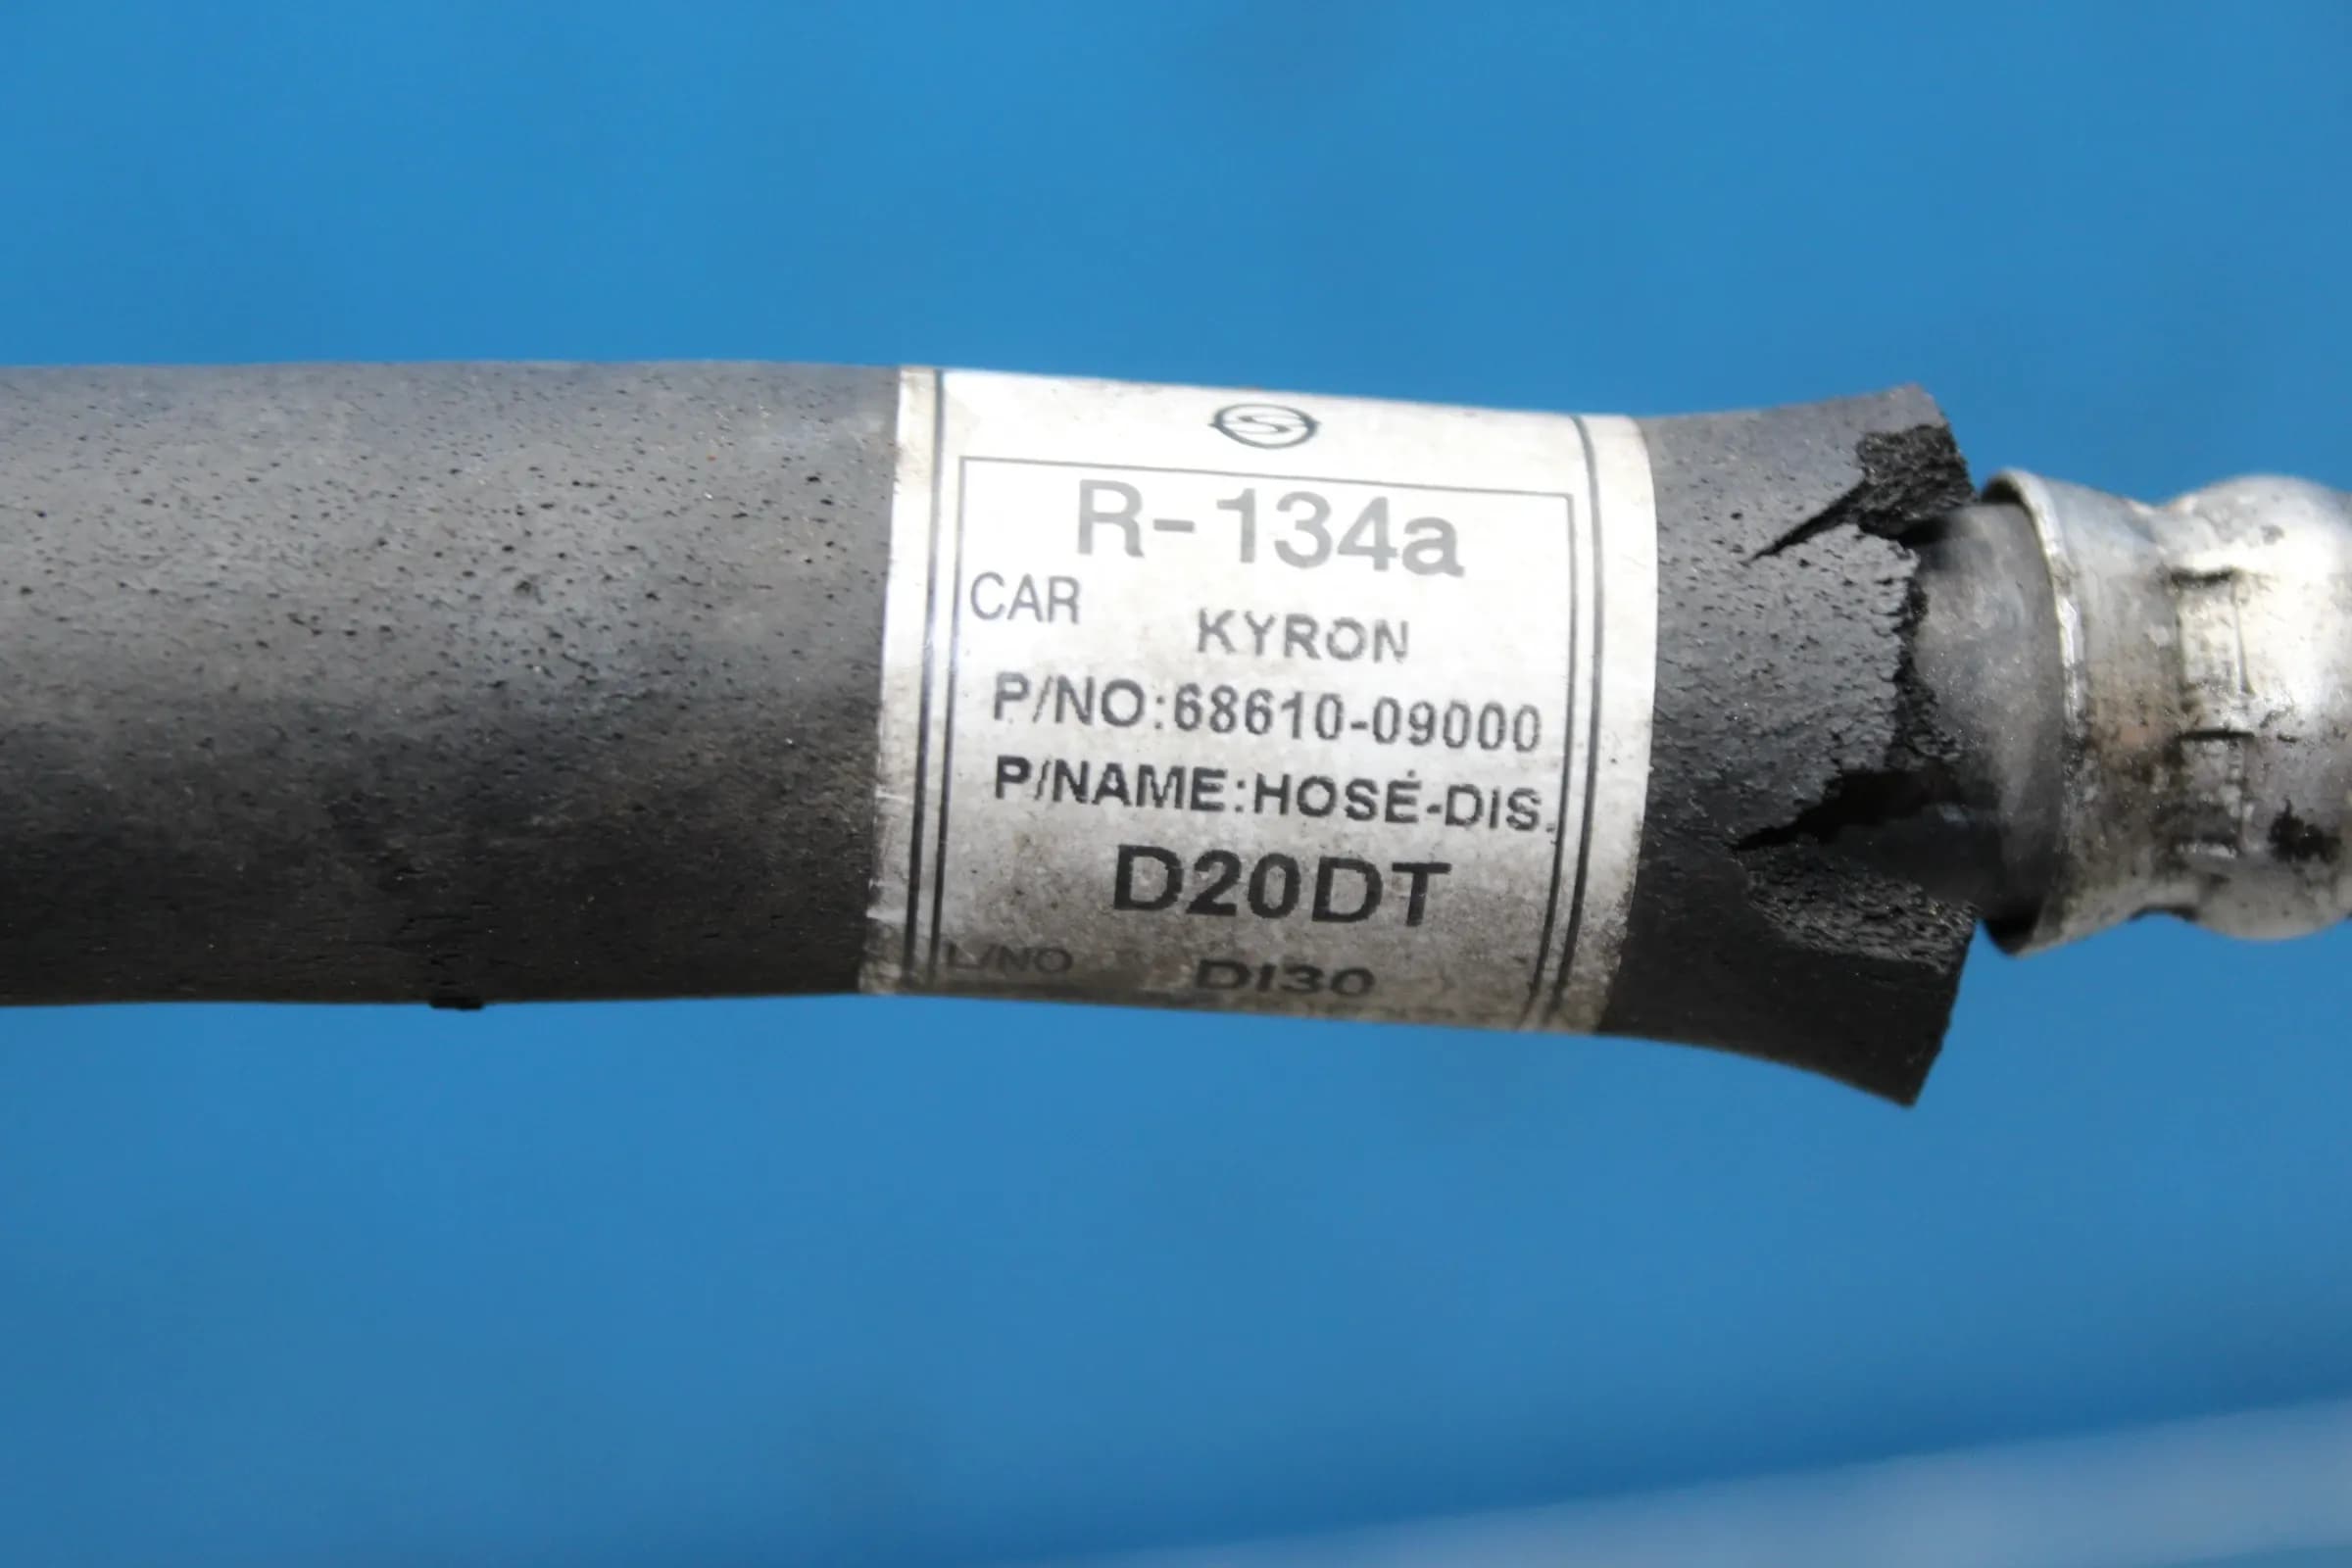 R-134a
CAR KYRON
P/NO:68610-09000
P/NAME:HOSE-DIS.
D20DT
L/NO DI30